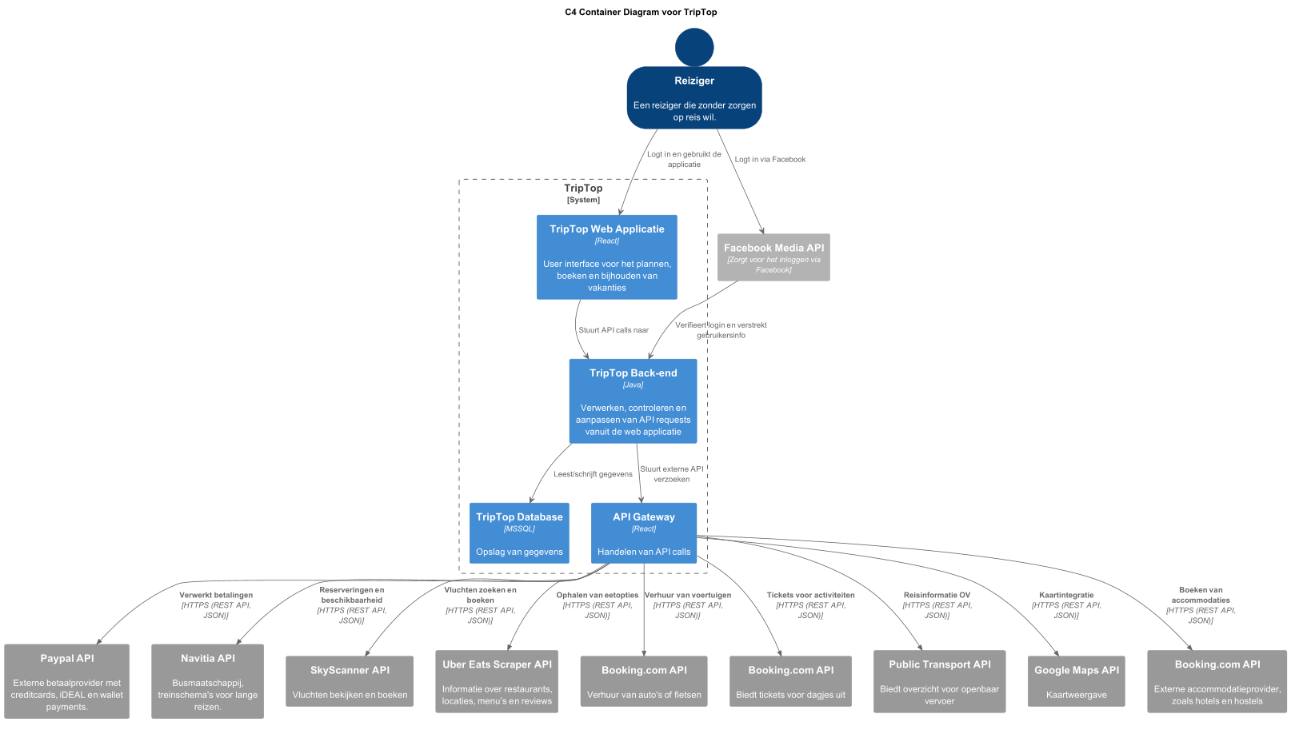 C4 Container Diagram voor TripTop
Reiziger
Een reiziger die zonder zorgen
op reis wil.
Logt in en gebruikt de
applicatie
Logt in via Facebook
TripTop
[System]
TripTop Web Applicatie
[React]
User interface voor het plannen,
boeken en bijhouden van
vakanties
Facebook Media API
[Zorgt voor het inloggen via
Facebook]
Stuurt API calls naar
Verifieert login en verstrekt
gebruikersinfo
TripTop Back-end
[Java]
Verwerken, controleren en
aanpassen van API requests
vanuit de web applicatie
Leest/schrijft gegevens
Stuurt externe API
verzoeken
TripTop Database
[MSSQL]
Opslag van gegevens
API Gateway
[React]
Handelen van API calls
Verwerkt betalingen
[HTTPS (REST API,
JSON)]
Reserveringen en
beschikbaarheid
[HTTPS (REST API,
JSON)]
Vluchten zoeken en
boeken
[HTTPS (REST API,
JSON)]
Ophalen van eetopties
[HTTPS (REST API,
JSON)]
Verhuur van voertuigen
[HTTPS (REST API,
JSON)]
Tickets voor activiteiten
[HTTPS (REST API,
JSON)]
Reisinformatie OV
[HTTPS (REST API,
JSON)]
Kaartintegratie
[HTTPS (REST API,
JSON)]
Boeken van
accommodaties
[HTTPS (REST API,
JSON)]
Paypal API
Externe betaalprovider met
creditcards, iDEAL en wallet
payments.
Navitia API
Busmaatschappij,
treinschema's voor lange
reizen.
SkyScanner API
Vluchten bekijken en boeken
Uber Eats Scraper API
Informatie over restaurants,
locaties, menu's en reviews
Booking.com API
Verhuur van auto's of fietsen
Booking.com API
Biedt tickets voor dagjes uit
Public Transport API
Biedt overzicht voor openbaar
vervoer
Google Maps API
Kaartweergave
Booking.com API
Externe accommodatieprovider,
zoals hotels en hostels